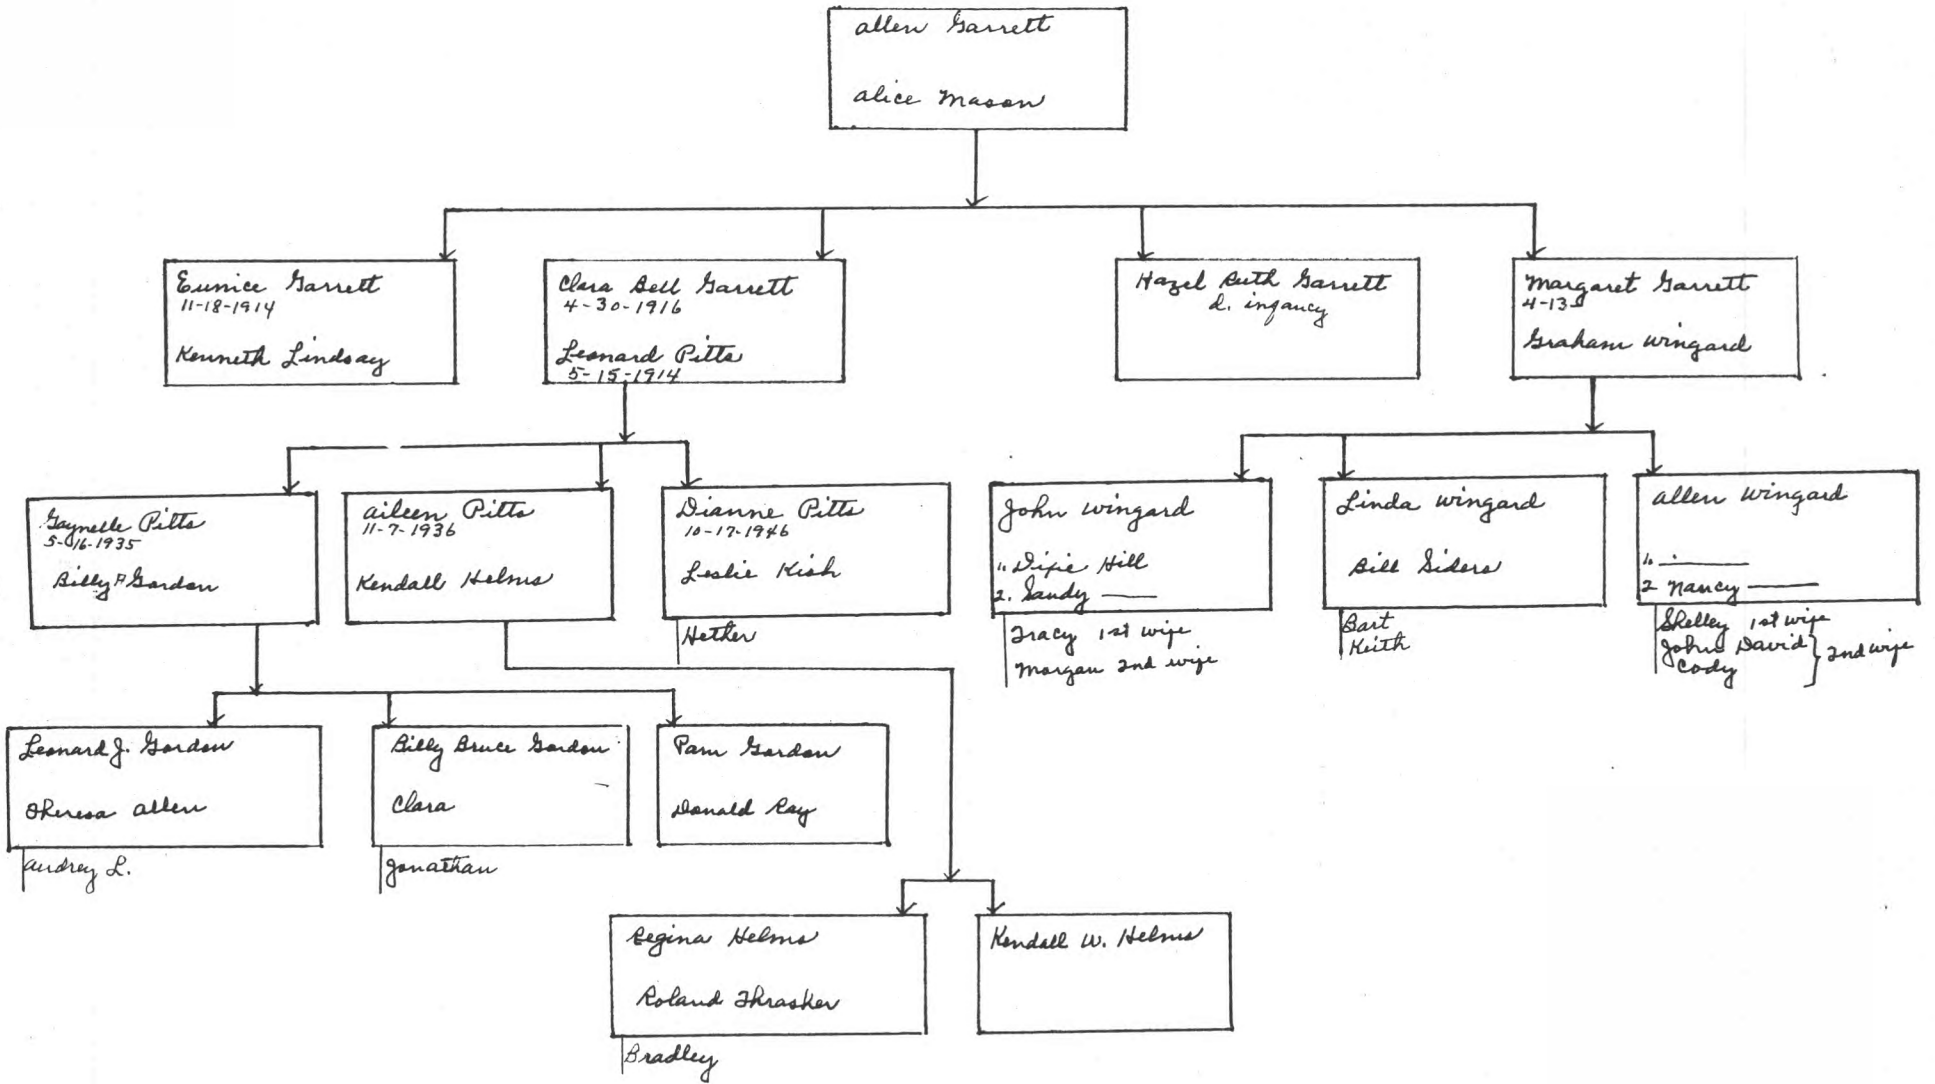 Allen Garrett
Alice Mason
Eunice Garrett
11-18-1914
Kenneth Lindsay
Clara Bell Garrett
4-30-1916
Leonard Pitts
5-15-1914
Hazel Ruth Garrett
d. infancy
Margaret Garrett
4-13
Graham Wingard
Gaynelle Pitts
5-16-1935
Billy P Gordon
Aileen Pitts
11-7-1936
Kendall Helms
Dianne Pitts
10-17-1946
Leslie Kish
Hether
John Wingard
1. Dixie Hill
2. Sandy ——
Tracy 1st wife
Morgan 2nd wife
Linda Wingard
Bill Siders
Bart
Keith
Allen Wingard
1. ——
2 Nancy ——
Shelley 1st wife
John David } 2nd wife
Cody
Leonard J. Gordon
Theresa Allen
Audrey L.
Billy Bruce Gordon
Clara
Jonathan
Pam Gordon
Donald Ray
Regina Helms
Roland Thrasher
Bradley
Kendall W. Helms